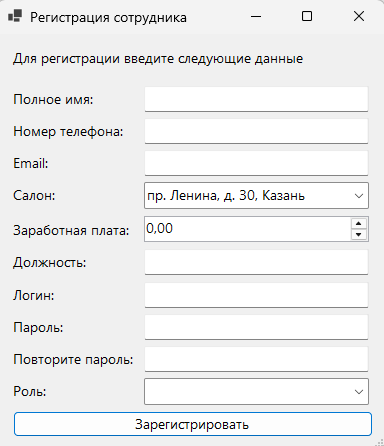 Регистрация сотрудника
Для регистрации введите следующие данные
Полное имя:
Номер телефона:
Email:
Салон: пр. Ленина, д. 30, Казань
Заработная плата: 0,00
Должность:
Логин:
Пароль:
Повторите пароль:
Роль:
Зарегистрировать